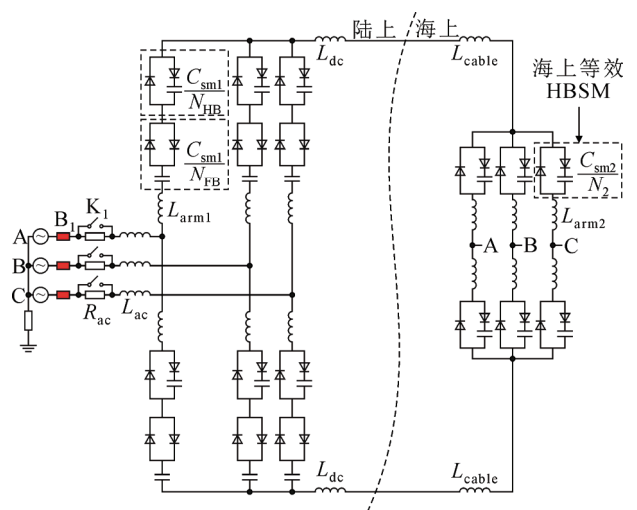 陆上
海上
L_dc
L_cable
海上等效
HBSM
C_sm1
N_HB
C_sm1
N_FB
C_sm2
N_2
L_arm1
L_arm2
B_1
K_1
A
B
C
A
B
C
R_ac
L_ac
L_dc
L_cable